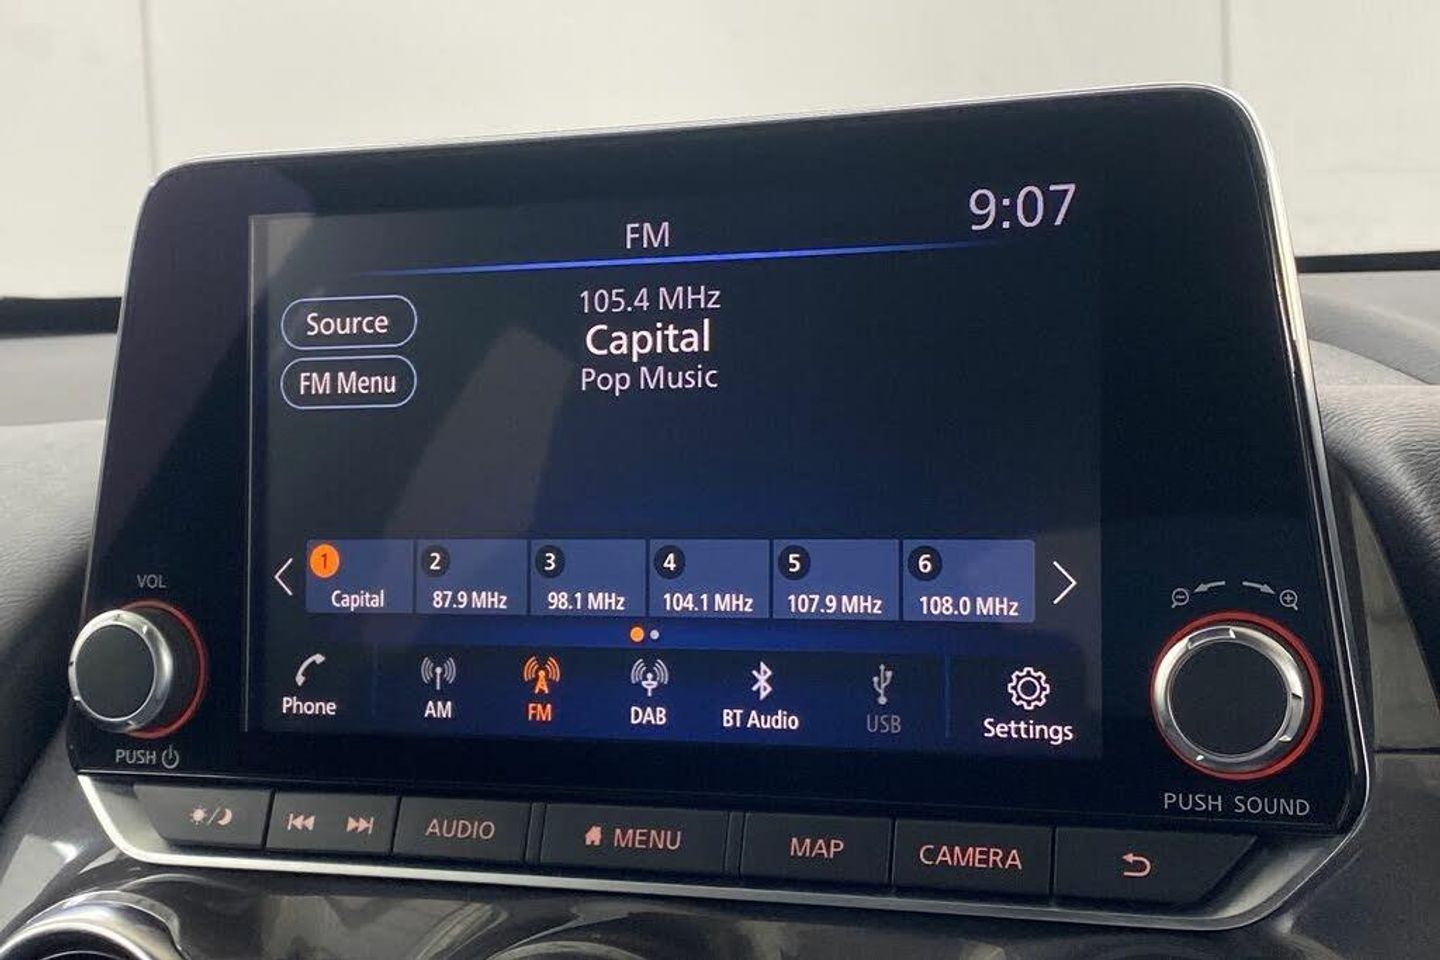 9:07
FM
105.4 MHz
Source
Capital
FM Menu
Pop Music
1 2 3 4 5 6
Capital 87.9 MHz 98.1 MHz 104.1 MHz 107.9 MHz 108.0 MHz
VOL
Phone AM FM DAB BT Audio USB Settings
PUSH
PUSH SOUND
AUDIO MENU MAP CAMERA